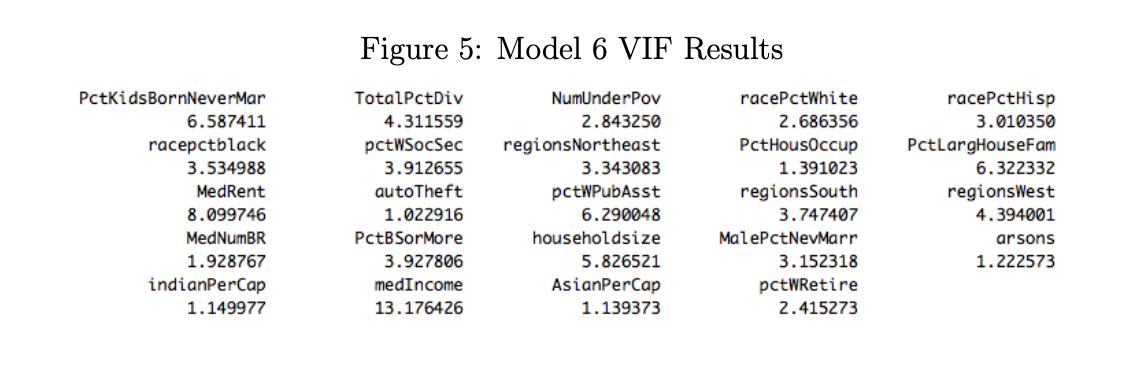 Figure 5: Model 6 VIF Results
PctKidsBornNeverMar TotalPctDiv NumUnderPov racePctWhite racePctHisp
6.587411 4.311559 2.843250 2.686356 3.010350
racepctblack pctWSocSec regionsNortheast PctHousOccup PctLargHouseFam
3.534988 3.912655 3.343083 1.391023 6.322332
MedRent autoTheft pctWPubAsst regionsSouth regionsWest
8.099746 1.022916 6.290048 3.747407 4.394001
MedNumBR PctBSorMore householdsize MalePctNevMarr arsons
1.928767 3.927806 5.826521 3.152318 1.222573
indianPerCap medIncome AsianPerCap pctWRetire
1.149977 13.176426 1.139373 2.415273